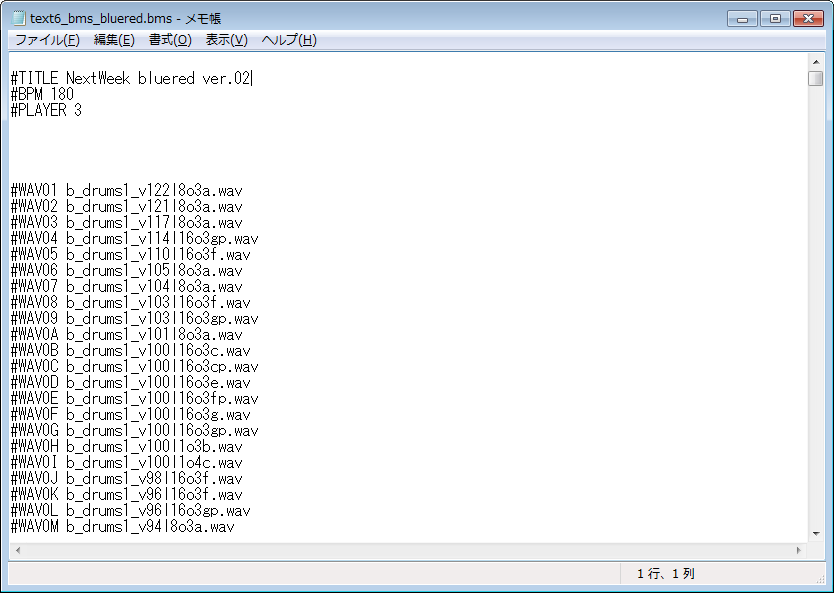 text6_bms_bluered.bms - メモ帳
ファイル(F) 編集(E) 書式(O) 表示(V) ヘルプ(H)
#TITLE NextWeek bluered ver.02
#BPM 180
#PLAYER 3
#WAV01 b_drums1_v122l8o3a.wav
#WAV02 b_drums1_v121l8o3a.wav
#WAV03 b_drums1_v117l8o3a.wav
#WAV04 b_drums1_v114l16o3gp.wav
#WAV05 b_drums1_v110l16o3f.wav
#WAV06 b_drums1_v105l8o3a.wav
#WAV07 b_drums1_v104l8o3a.wav
#WAV08 b_drums1_v103l16o3f.wav
#WAV09 b_drums1_v103l16o3gp.wav
#WAV0A b_drums1_v101l8o3a.wav
#WAV0B b_drums1_v100l16o3c.wav
#WAV0C b_drums1_v100l16o3cp.wav
#WAV0D b_drums1_v100l16o3e.wav
#WAV0E b_drums1_v100l16o3fp.wav
#WAV0F b_drums1_v100l16o3g.wav
#WAV0G b_drums1_v100l16o3gp.wav
#WAV0H b_drums1_v100l1o3b.wav
#WAV0I b_drums1_v100l1o4c.wav
#WAV0J b_drums1_v98l16o3f.wav
#WAV0K b_drums1_v96l16o3f.wav
#WAV0L b_drums1_v96l16o3gp.wav
#WAV0M b_drums1_v94l8o3a.wav
1 行、1 列